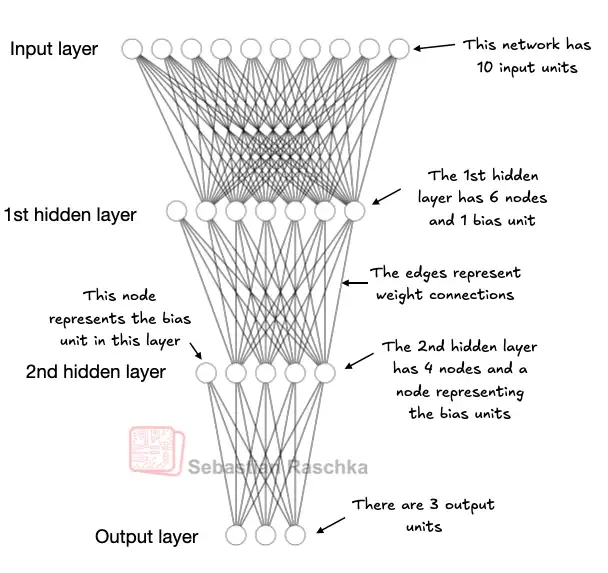 Input layer
This network has
10 input units
The 1st hidden
layer has 6 nodes
and 1 bias unit
1st hidden layer
The edges represent
weight connections
This node
represents the bias
unit in this layer
The 2nd hidden layer
has 4 nodes and a
node representing
the bias units
2nd hidden layer
Sebastian Raschka
There are 3 output
units
Output layer